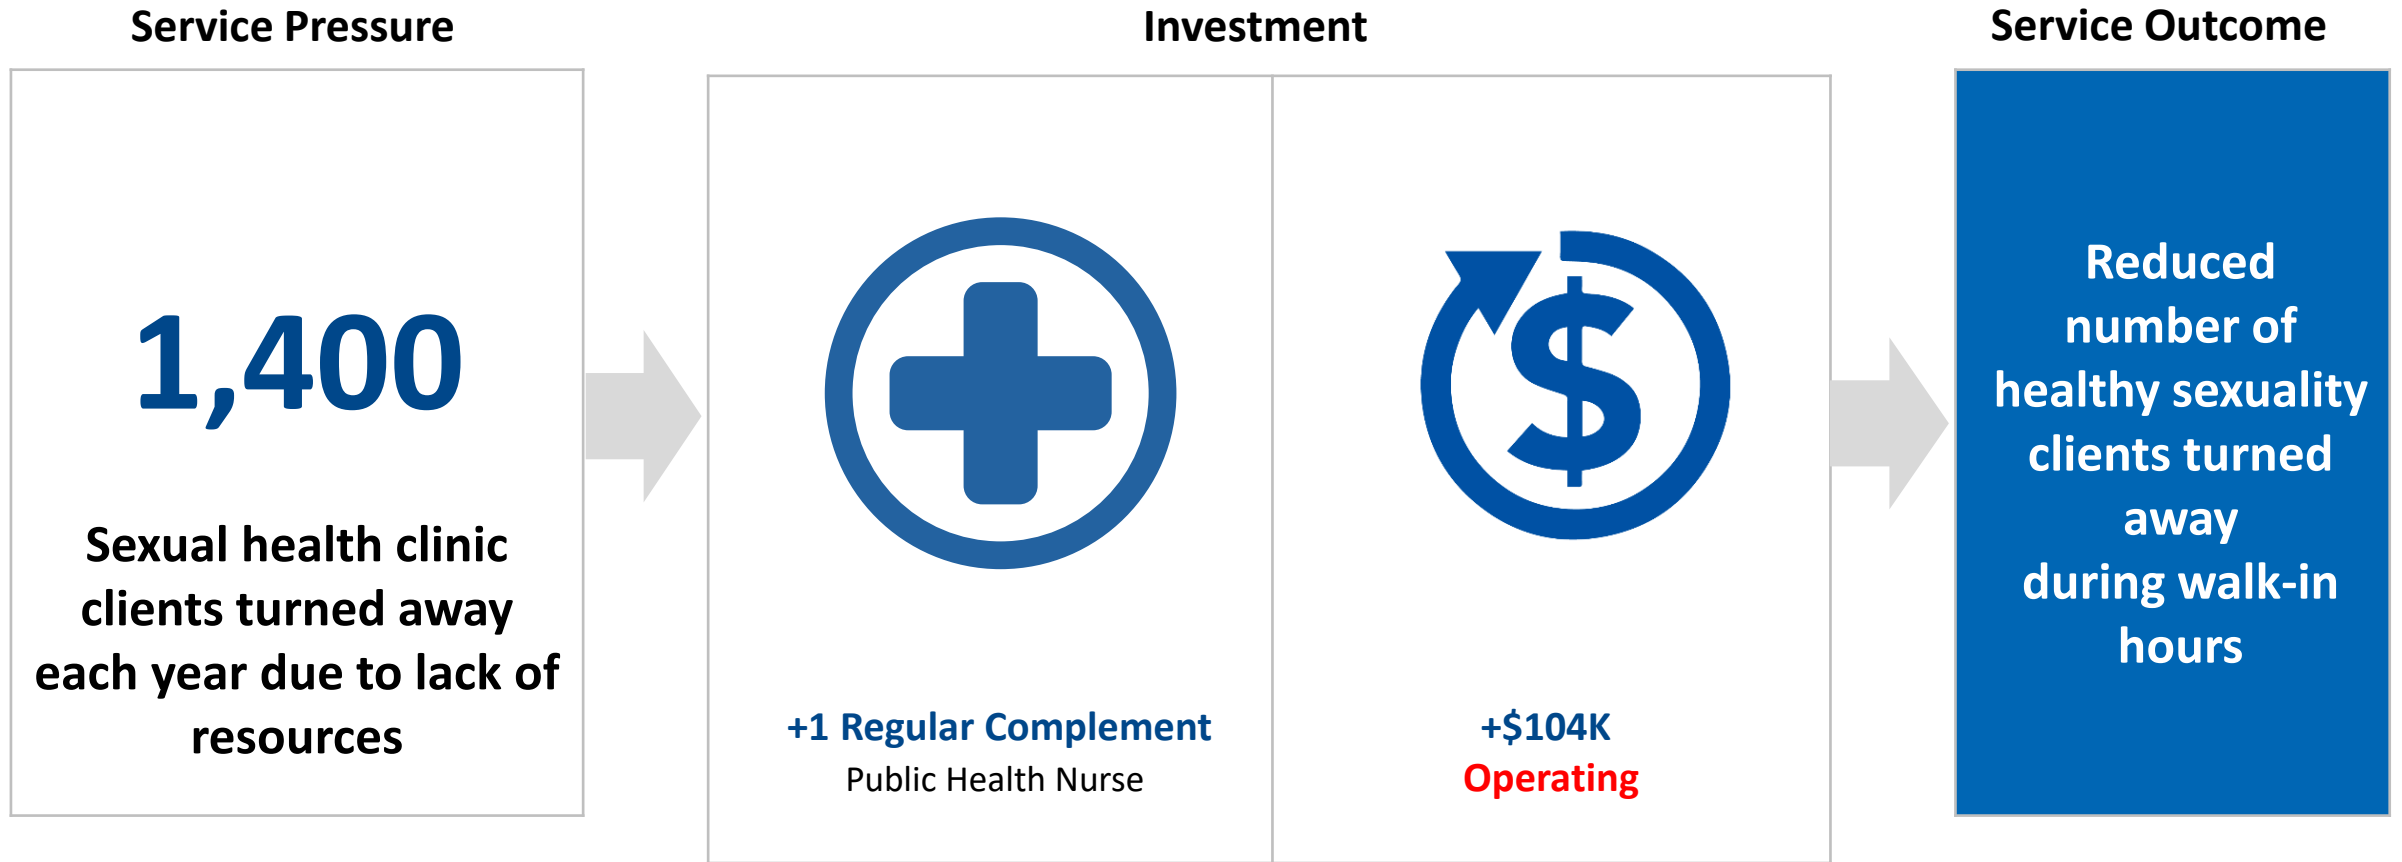 Service Pressure
1,400
Sexual health clinic
clients turned away
each year due to lack of
resources
Investment
+1 Regular Complement
Public Health Nurse
$
+$104K
Operating
Service Outcome
Reduced
number of
healthy sexuality
clients turned
away
during walk-in
hours